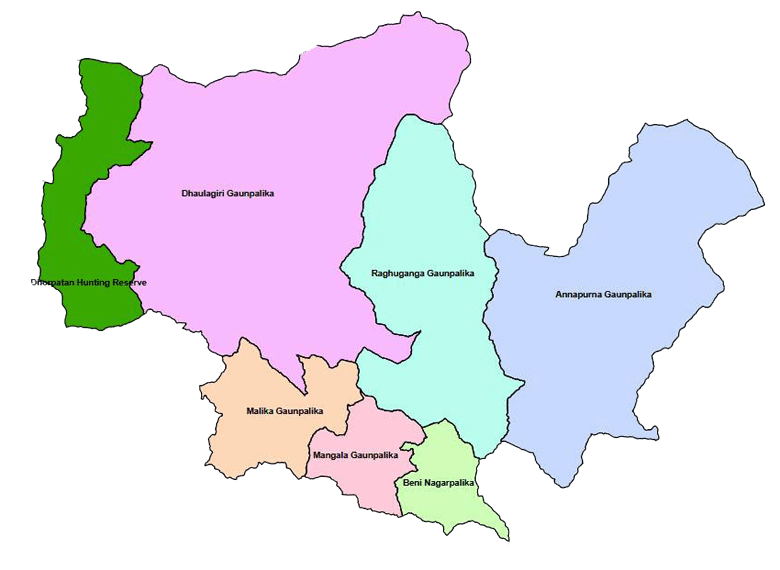 Dhaulagiri Gaunpalika
Raghuganga Gaunpalika
Dhorpatan Hunting Reserve
Annapurna Gaunpalika
Malika Gaunpalika
Mangala Gaunpalika
Beni Nagarpalika